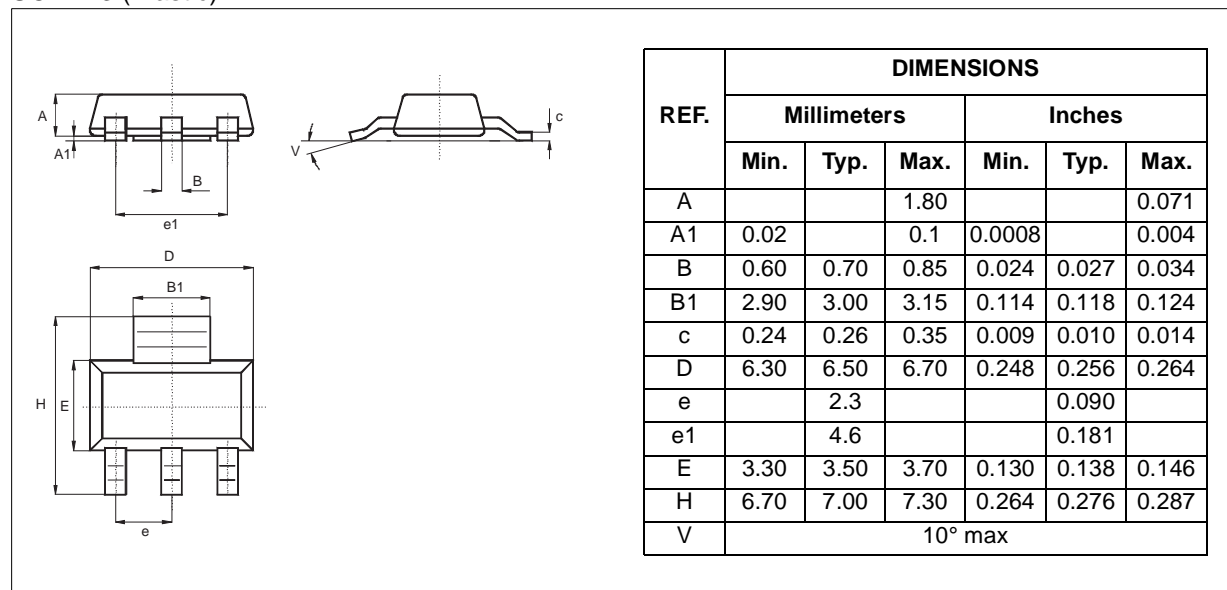 A
A1
B
e1
V
c
D
B1
H
E
e
REF.
DIMENSIONS
Millimeters
Inches
Min. Typ. Max. Min. Typ. Max.
A 1.80 0.071
A1 0.02 0.1 0.0008 0.004
B 0.60 0.70 0.85 0.024 0.027 0.034
B1 2.90 3.00 3.15 0.114 0.118 0.124
c 0.24 0.26 0.35 0.009 0.010 0.014
D 6.30 6.50 6.70 0.248 0.256 0.264
e 2.3 0.090
e1 4.6 0.181
E 3.30 3.50 3.70 0.130 0.138 0.146
H 6.70 7.00 7.30 0.264 0.276 0.287
V 10° max